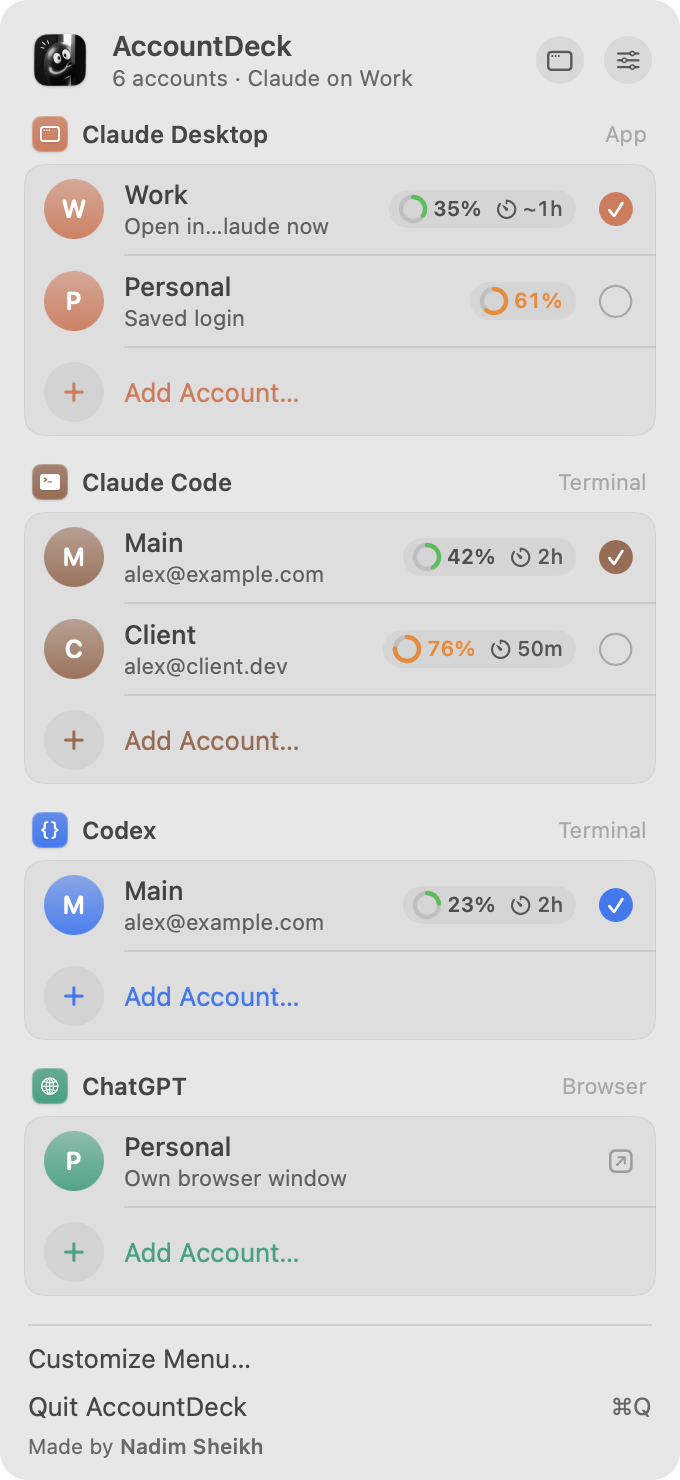 AccountDeck
6 accounts · Claude on Work
Claude Desktop App
W Work 35% ~1h
Open in...laude now
P Personal 61%
Saved login
+ Add Account...
Claude Code Terminal
M Main 42% 2h
alex@example.com
C Client 76% 50m
alex@client.dev
+ Add Account...
{} Codex Terminal
M Main 23% 2h
alex@example.com
+ Add Account...
ChatGPT Browser
P Personal
Own browser window
+ Add Account...
Customize Menu...
Quit AccountDeck ⌘Q
Made by Nadim Sheikh